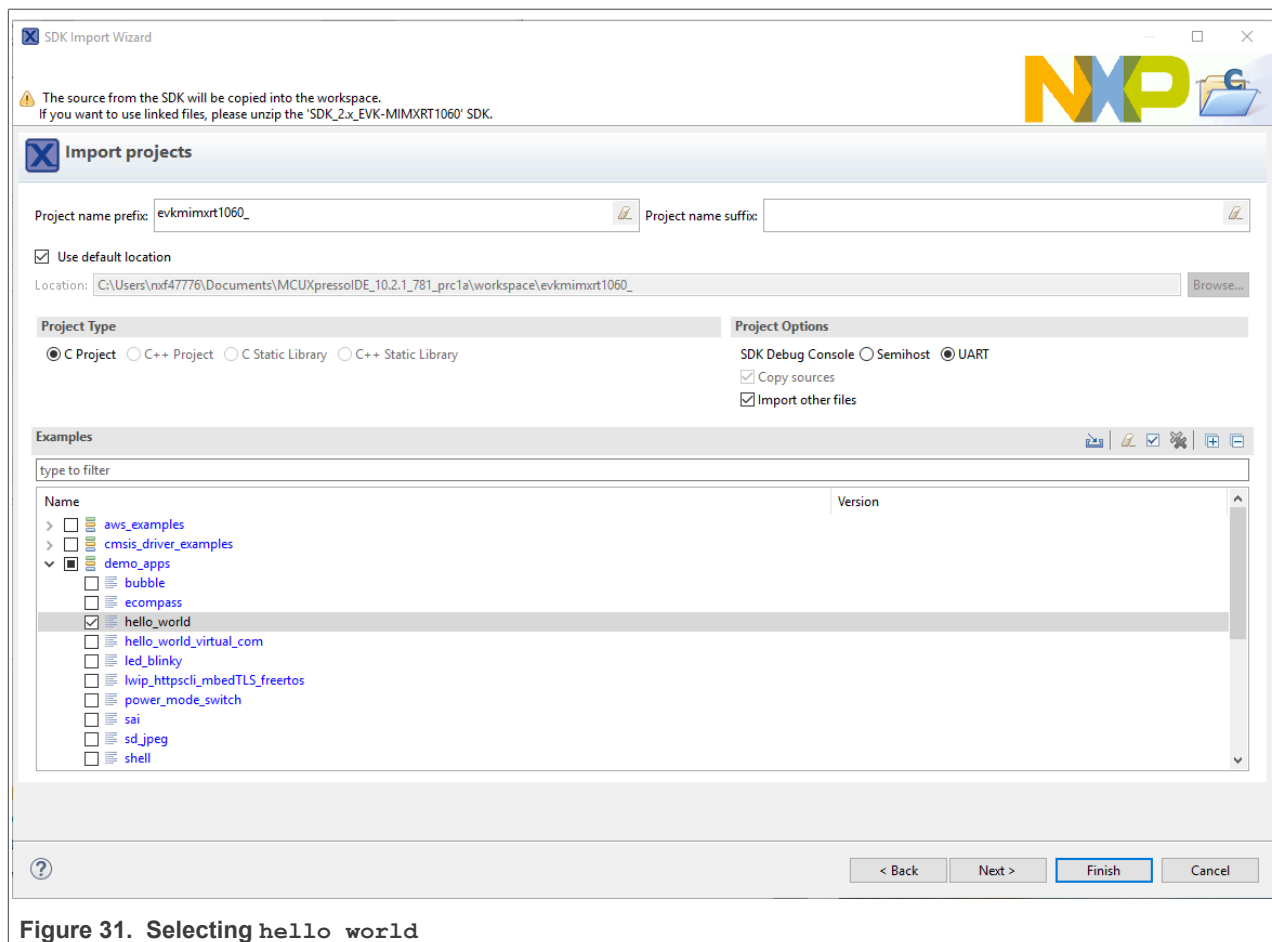 SDK Import Wizard
The source from the SDK will be copied into the workspace.
If you want to use linked files, please unzip the 'SDK_2.x_EVK-MIMXRT1060' SDK.
NXP
Import projects
Project name prefix: evkmimxrt1060_ Project name suffix:
Use default location
Location: C:\Users\nxf47776\Documents\MCUXpressoIDE_10.2.1_781_prc1a\workspace\evkmimxrt1060_ Browse...
Project Type Project Options
C Project C++ Project C Static Library C++ Static Library SDK Debug Console Semihost UART
Copy sources
Import other files
Examples
type to filter
Name Version
aws_examples
cmsis_driver_examples
demo_apps
bubble
ecompass
hello_world
hello_world_virtual_com
led_blinky
lwip_httpscli_mbedTLS_freertos
power_mode_switch
sai
sd_jpeg
shell
< Back Next > Finish Cancel
Figure 31. Selecting hello world